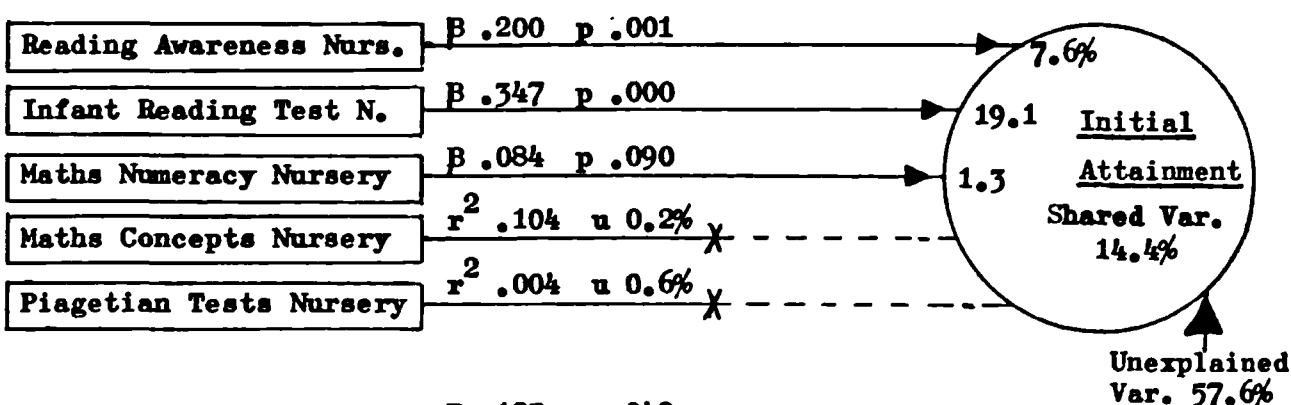 Reading Awareness Nurs. β .200 p .001 7.6%
Infant Reading Test N. β .347 p .000 19.1 Initial
Maths Numeracy Nursery β .084 p .090 1.3 Attainment
Maths Concepts Nursery r² .104 u 0.2% X Shared Var.
14.4%
Piagetian Tests Nursery r² .004 u 0.6% X
Unexplained
Var. 57.6%